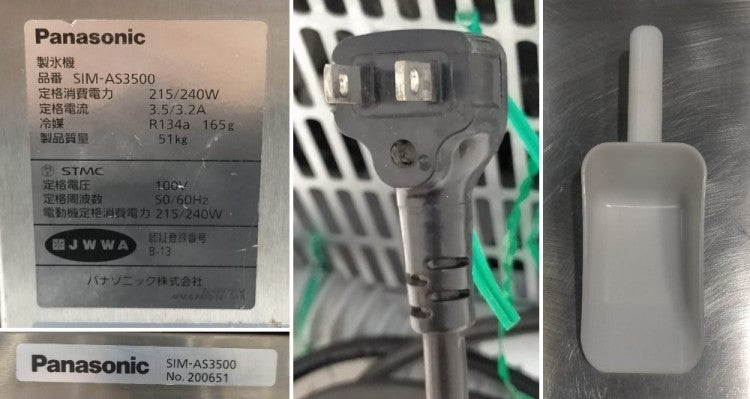 Panasonic
製氷機
品番 SIM-AS3500
定格消費電力 215/240W
定格電流 3.5/3.2A
冷媒 R134a 165g
製品質量 51kg
STMC
定格電圧 100V
定格周波数 50/60Hz
電動機定格消費電力 215/240W
JWWA 認証登録番号
B-13
パナソニック株式会社
Panasonic SIM-AS3500
No. 200651